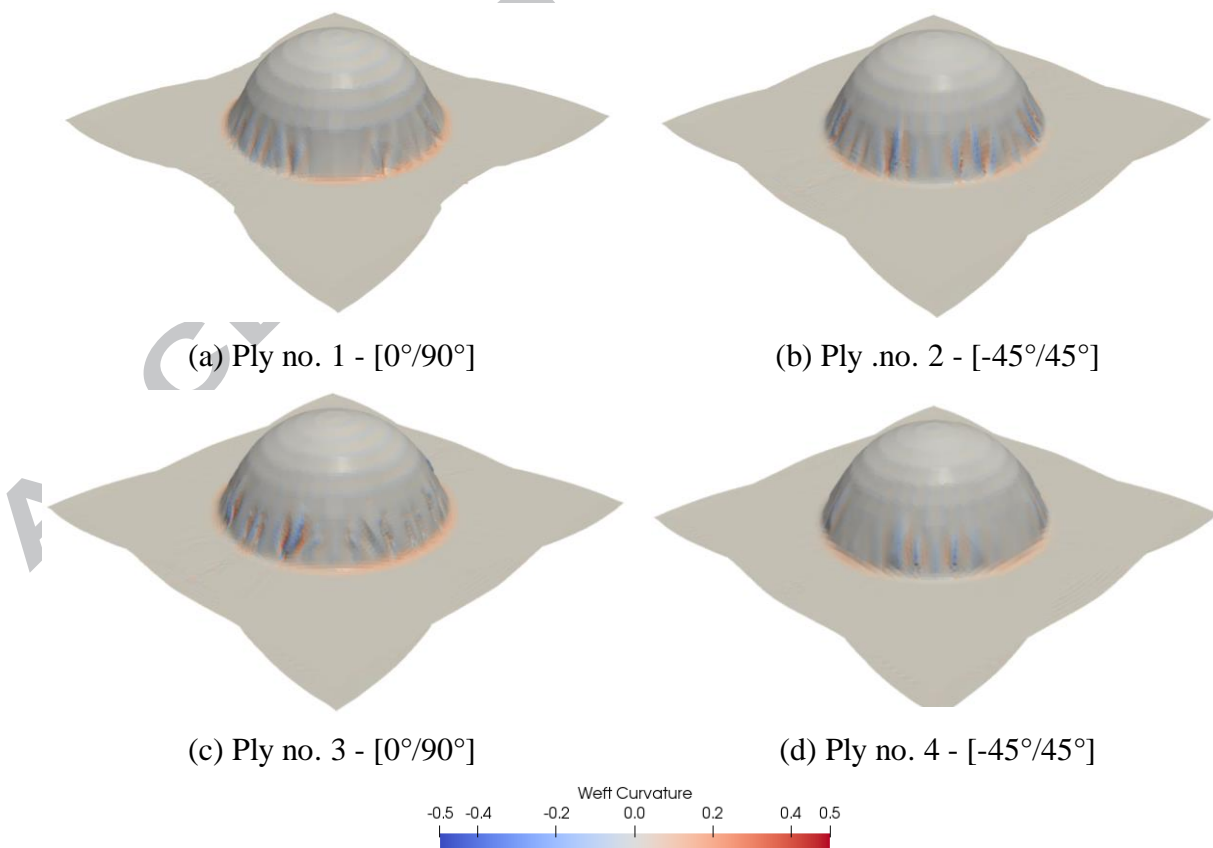 (a) Ply no. 1 - [0°/90°]
(b) Ply .no. 2 - [-45°/45°]
(c) Ply no. 3 - [0°/90°]
(d) Ply no. 4 - [-45°/45°]
Weft Curvature
-0.5 -0.4 -0.2 0.0 0.2 0.4 0.5